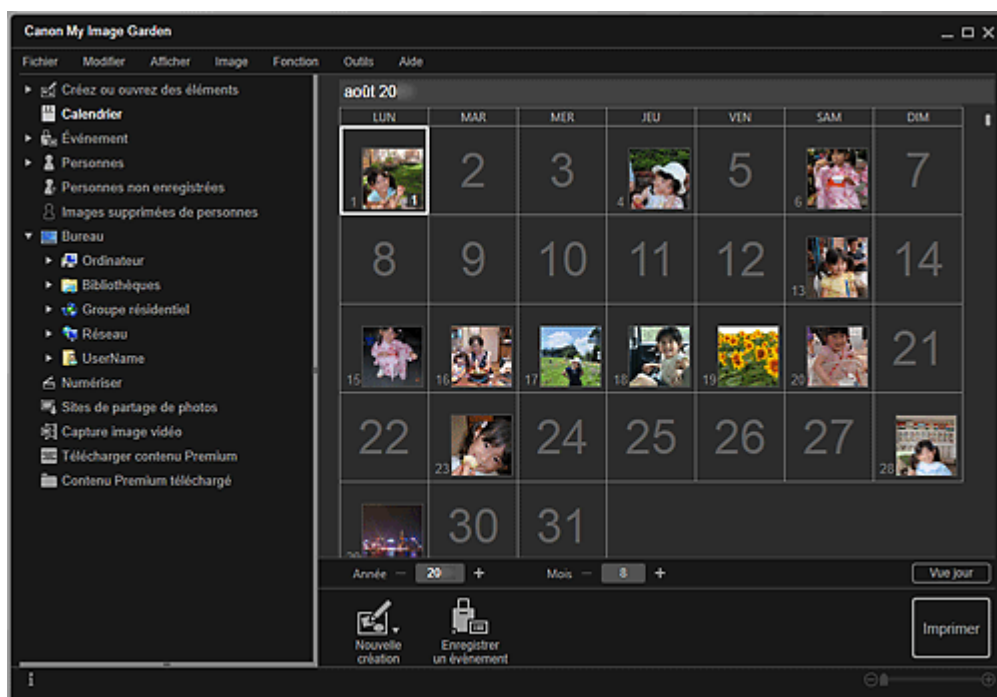 Canon My Image Garden
Fichier Modifier Afficher Image Fonction Outils Aide
Créez ou ouvrez des éléments
Calendrier
Événement
Personnes
Personnes non enregistrées
Images supprimées de personnes
Bureau
Ordinateur
Bibliothèques
Groupe résidentiel
Réseau
UserName
Numériser
Sites de partage de photos
Capture image vidéo
Télécharger contenu Premium
Contenu Premium téléchargé
août 20
LUN MAR MER JEU VEN SAM DIM
1 1 2 3 4 5 6 7
8 9 10 11 12 13 14
15 16 17 18 19 20 21
22 23 24 25 26 27 28
29 30 31
Année − 20 + Mois − 8 + Vue jour
Nouvelle création
Enregistrer un évènement
Imprimer